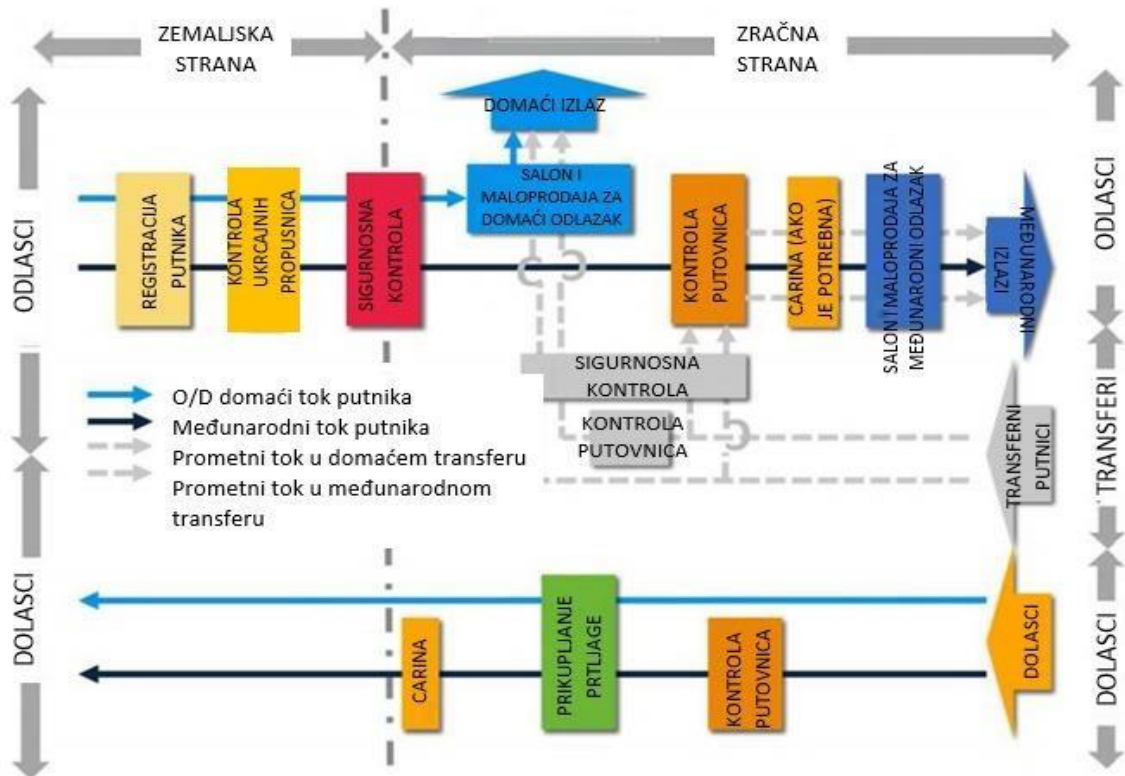 ZEMALJSKA
STRANA
ZRAČNA
STRANA
ODLASCI
DOLASCI
ODLASCI
TRANSFERI
DOLASCI
DOMAĆI IZLAZ
REGISTRACIJA
PUTNIKA
KONTROLA
UKRCAJNIH
PROPUSNICA
SIGURNOSNA
KONTROLA
SALON I
MALOPRODAJA ZA
DOMAĆI ODLAZAK
KONTROLA
PUTOVNICA
CARINA (AKO
JE POTREBNA)
SALON I MALOPRODAJA ZA
MEĐUNARODNI ODLAZAK
MEĐUNARODNI
IZLAZI
SIGURNOSNA
KONTROLA
KONTROLA
PUTOVNICA
TRANSFERNI
PUTNICI
O/D domaći tok putnika
Međunarodni tok putnika
Prometni tok u domaćem transferu
Prometni tok u međunarodnom
transferu
CARINA
PRIKUPLJANJE
PRTLJAGE
KONTROLA
PUTOVNICA
DOLASCI